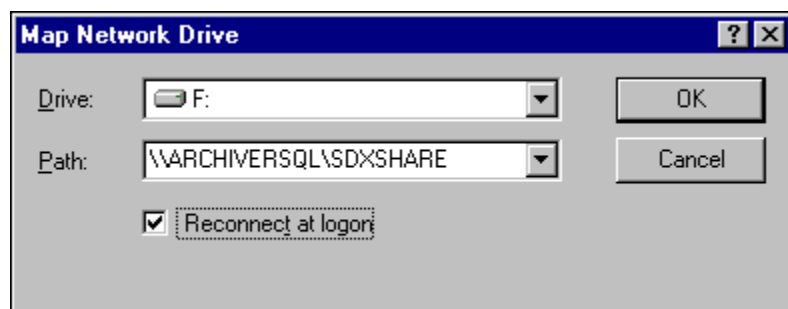 Map Network Drive ? X
Drive: F: OK
Path: \\ARCHIVERSQL\SDXSHARE Cancel
Reconnect at logon